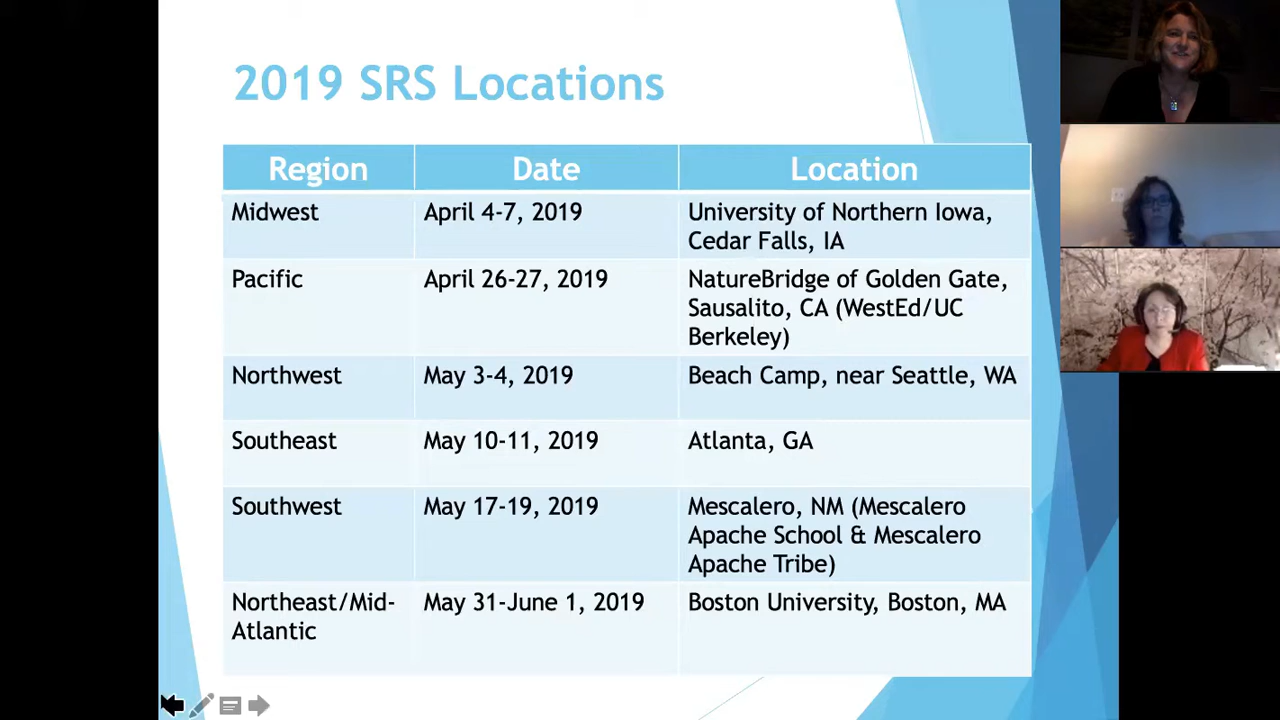 2019 SRS Locations
Region Date Location
Midwest April 4-7, 2019 University of Northern Iowa,
Cedar Falls, IA
Pacific April 26-27, 2019 NatureBridge of Golden Gate,
Sausalito, CA (WestEd/UC
Berkeley)
Northwest May 3-4, 2019 Beach Camp, near Seattle, WA
Southeast May 10-11, 2019 Atlanta, GA
Southwest May 17-19, 2019 Mescalero, NM (Mescalero
Apache School & Mescalero
Apache Tribe)
Northeast/Mid- May 31-June 1, 2019 Boston University, Boston, MA
Atlantic